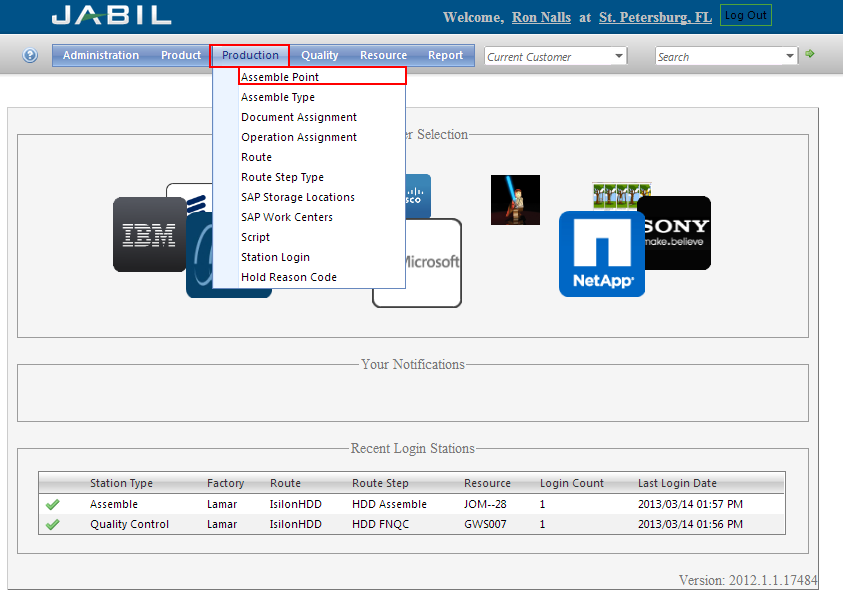 JABIL
Welcome, Ron Nalls at St. Petersburg, FL Log Out
? Administration Product Production Quality Resource Report Current Customer Search
Assemble Point
Assemble Type
Document Assignment
Operation Assignment
Route
Route Step Type
SAP Storage Locations
SAP Work Centers
Script
Station Login
Hold Reason Code
er Selection
IBM
sco
Microsoft
NetApp
SONY
make.believe
Your Notifications
Recent Login Stations
Station Type Factory Route Route Step Resource Login Count Last Login Date
Assemble Lamar IsilonHDD HDD Assemble JOM--28 1 2013/03/14 01:57 PM
Quality Control Lamar IsilonHDD HDD FNQC GWS007 1 2013/03/14 01:56 PM
Version: 2012.1.1.17484